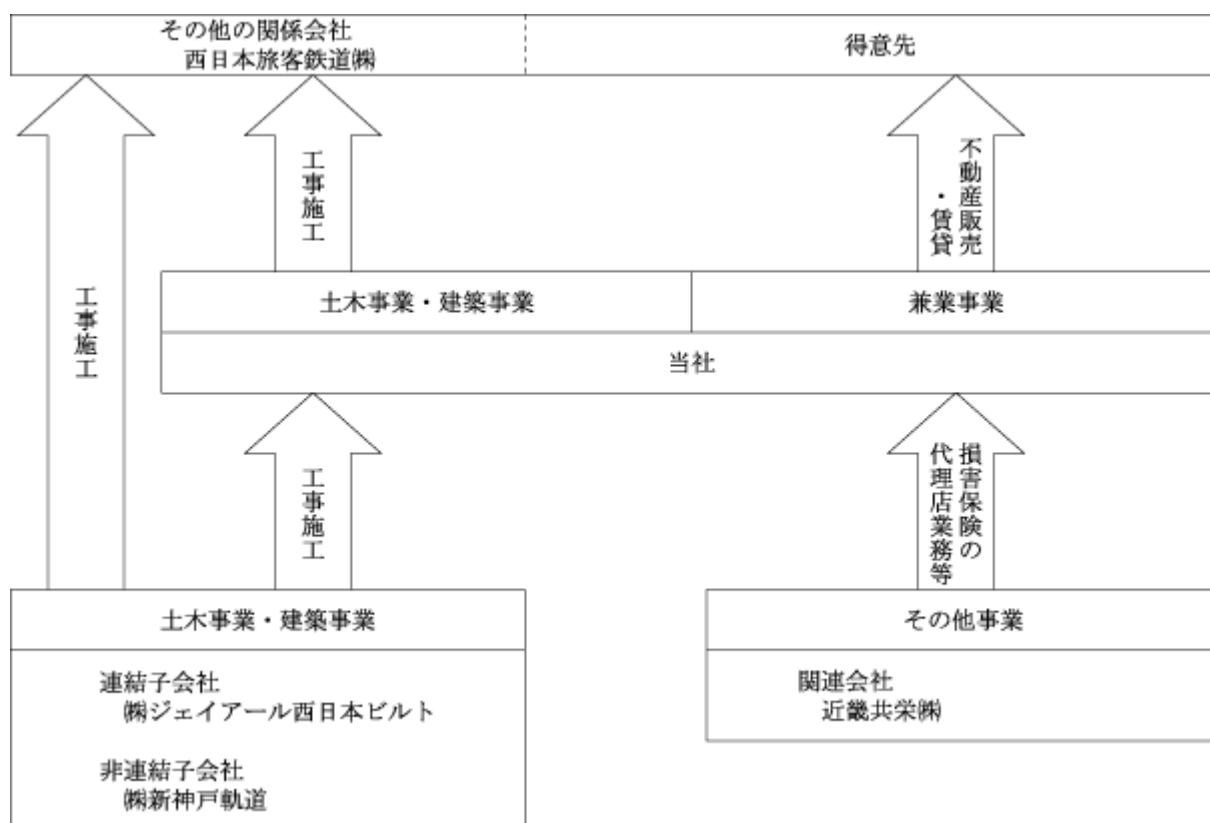 その他の関係会社
西日本旅客鉄道㈱
得意先
工事施工
不動産販売
・賃貸
工事施工
土木事業・建築事業
兼業事業
当社
工事施工
損害保険の
代理店業務等
土木事業・建築事業
その他事業
連結子会社
㈱ジェイアール西日本ビルト
関連会社
近畿共栄㈱
非連結子会社
㈱新神戸軌道